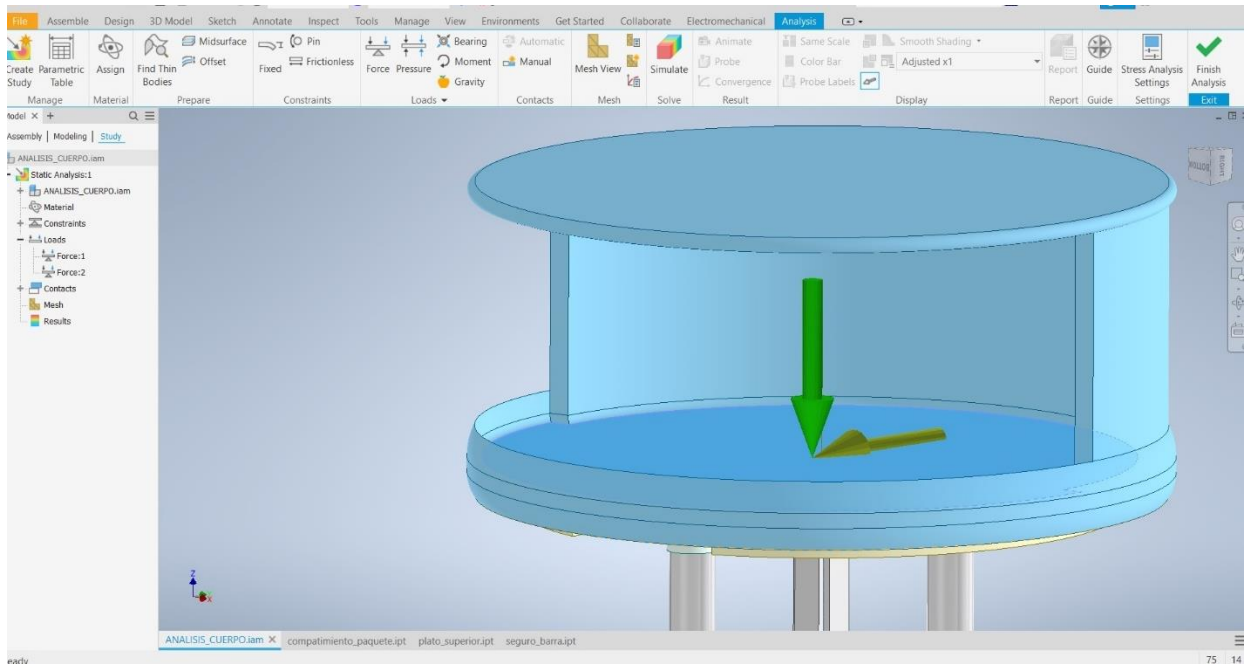 File Assemble Design 3D Model Sketch Annotate Inspect Tools Manage View Environments Get Started Collaborate Electromechanical Analysis
Midsurface Pin Bearing Automatic Animate Same Scale Smooth Shading
Offset Frictionless Moment Manual Probe Color Bar Adjusted x1
Create Parametric Assign Find Thin Fixed Force Pressure Gravity Mesh View Simulate Convergence Probe Labels Report Guide Stress Analysis Finish
Study Table Bodies Settings Analysis
Manage Material Prepare Constraints Loads Contacts Mesh Solve Result Display Report Guide Settings Exit
Model × +
Assembly | Modeling | Study
ANALISIS_CUERPO.iam
Static Analysis:1
ANALISIS_CUERPO.iam
Material
Constraints
Loads
Force:1
Force:2
Contacts
Mesh
Results
BOTTOM RIGHT
Z
X
ANALISIS_CUERPO.iam × compatimiento_paquete.ipt plato_superior.ipt seguro_barra.ipt
eady 75 14